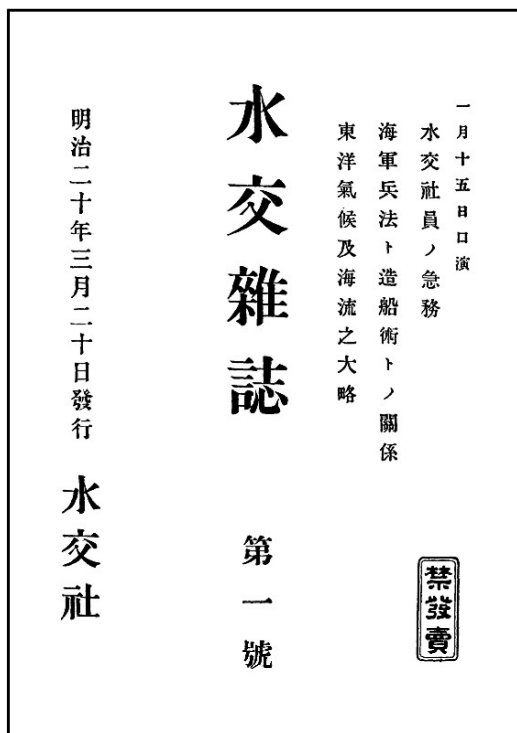 一月十五日口演
水交社員ノ急務
海軍兵法ト造船術トノ關係
東洋氣候及海流之大略
禁發賣
水交雜誌
第一號
明治二十年三月二十日發行
水交社